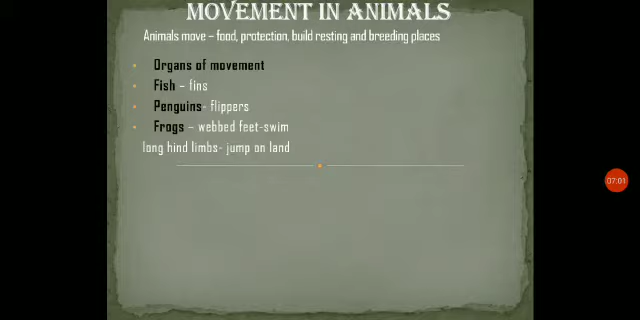 MOVEMENT IN ANIMALS
Animals move – food, protection, build resting and breeding places
• Organs of movement
• Fish – fins
• Penguins- flippers
• Frogs – webbed feet-swim
long hind limbs- jump on land
07:01